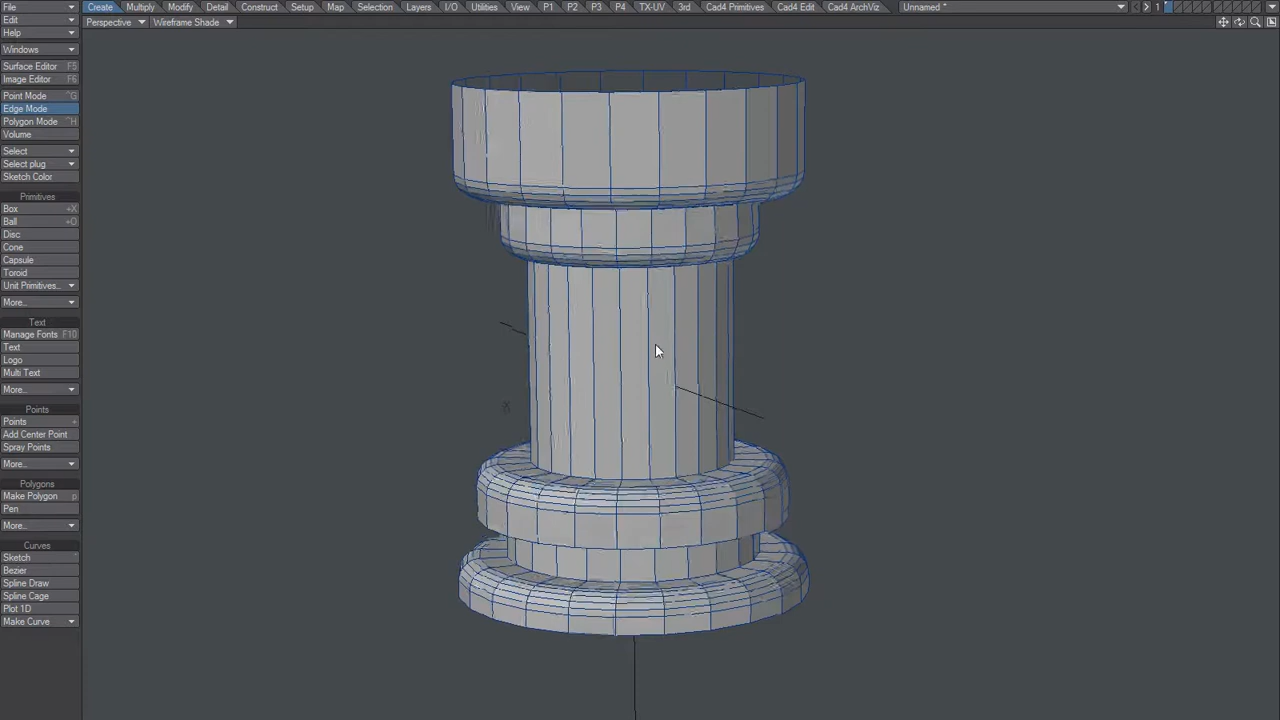 File Create Multiply Modify Detail Construct Setup Map Selection Layers I/O Utilities View P1 P2 P3 P4 TX-UV 3rd Cad4 Primitives Cad4 Edit Cad4 ArchViz Unnamed * 1
Edit Perspective Wireframe Shade
Help
Windows
Surface Editor F5
Image Editor F6
Point Mode ^G
Edge Mode
Polygon Mode ^H
Volume
Select
Select plug
Sketch Color
Primitives
Box +X
Ball +O
Disc
Cone
Capsule
Toroid
Unit Primitives...
More...
Text
Manage Fonts F10
Text
Logo
Multi Text
More...
Points
Points +
Add Center Point
Spray Points
More...
Polygons
Make Polygon p
Pen
More...
Curves
Sketch
Bezier
Spline Draw
Spline Cage
Plot 1D
Make Curve